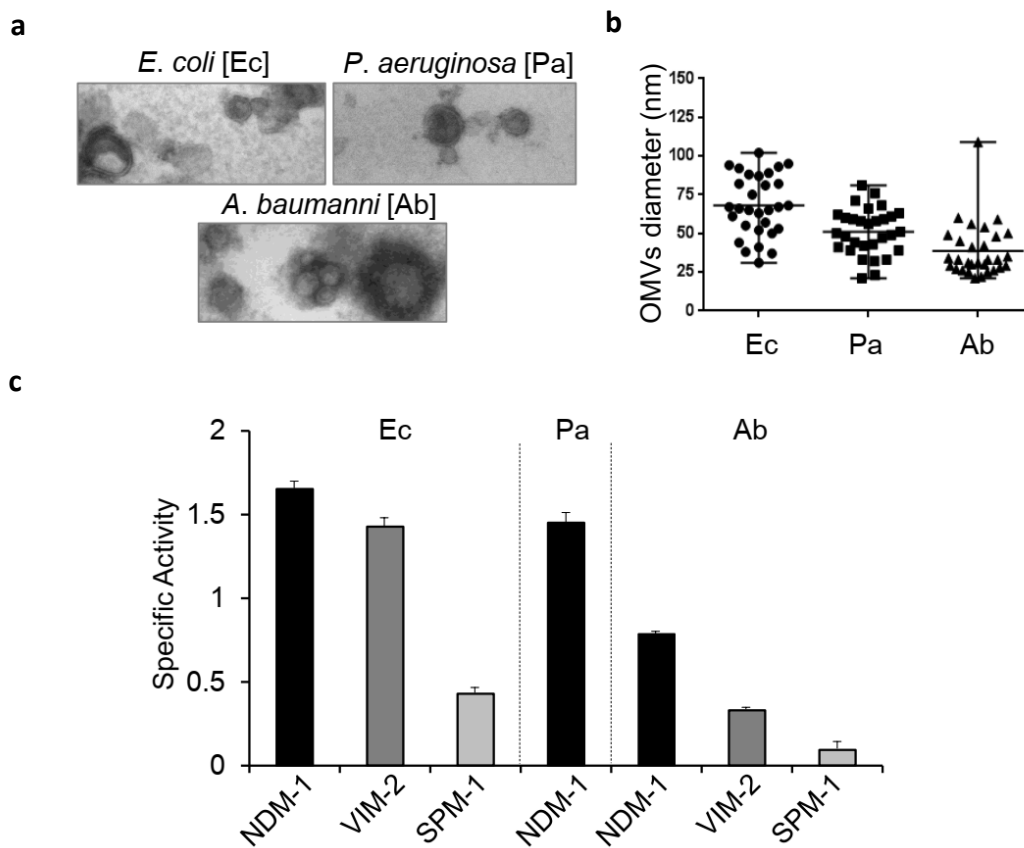 a
E. coli [Ec]
P. aeruginosa [Pa]
A. baumanni [Ab]
b
OMVs diameter (nm)
150
125
100
75
50
25
0
Ec Pa Ab
c
Specific Activity
2
1.5
1
0.5
0
Ec Pa Ab
NDM-1 VIM-2 SPM-1 NDM-1 NDM-1 VIM-2 SPM-1